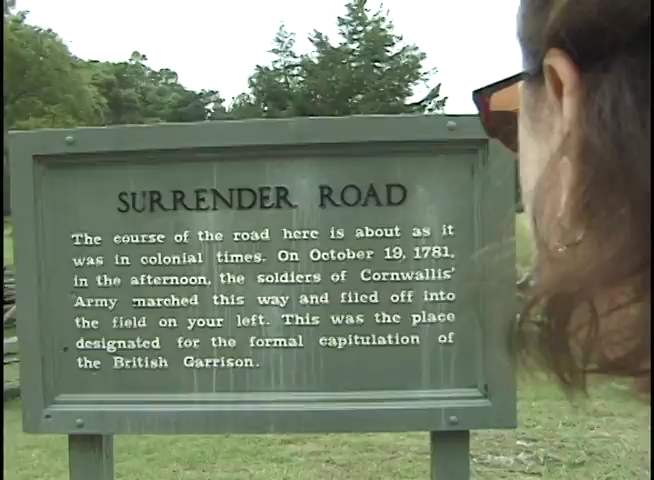 SURRENDER ROAD
The course of the road here is about as it
was in colonial times. On October 19, 1781,
in the afternoon, the soldiers of Cornwallis'
Army marched this way and filed off into
the field on your left. This was the place
designated for the formal capitulation of
the British Garrison.